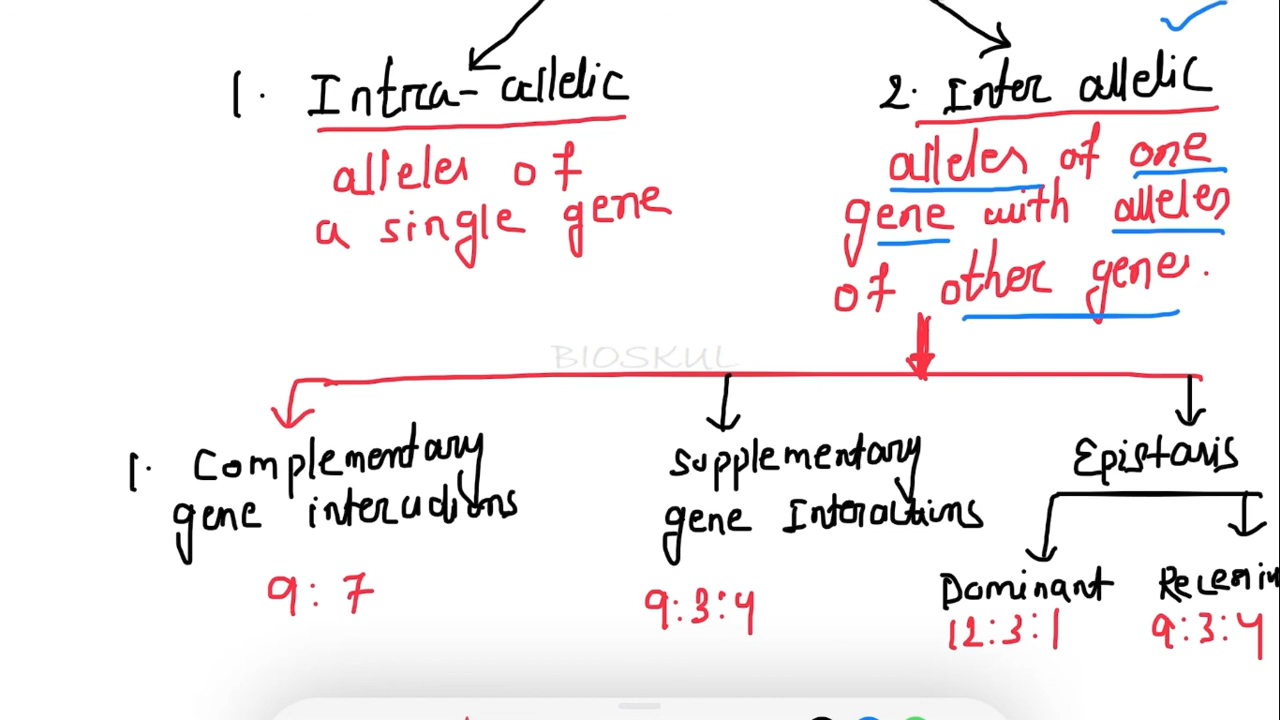 1. Intra-allelic
alleles of
a single gene
2. Inter allelic
alleles of one
gene with alleles
of other gene.
BIOSKUL
1. Complementary
gene interactions
9:7
Supplementary
gene Interactions
9:3:4
Epistasis
Dominant
12:3:1
Recessiv
9:3:4